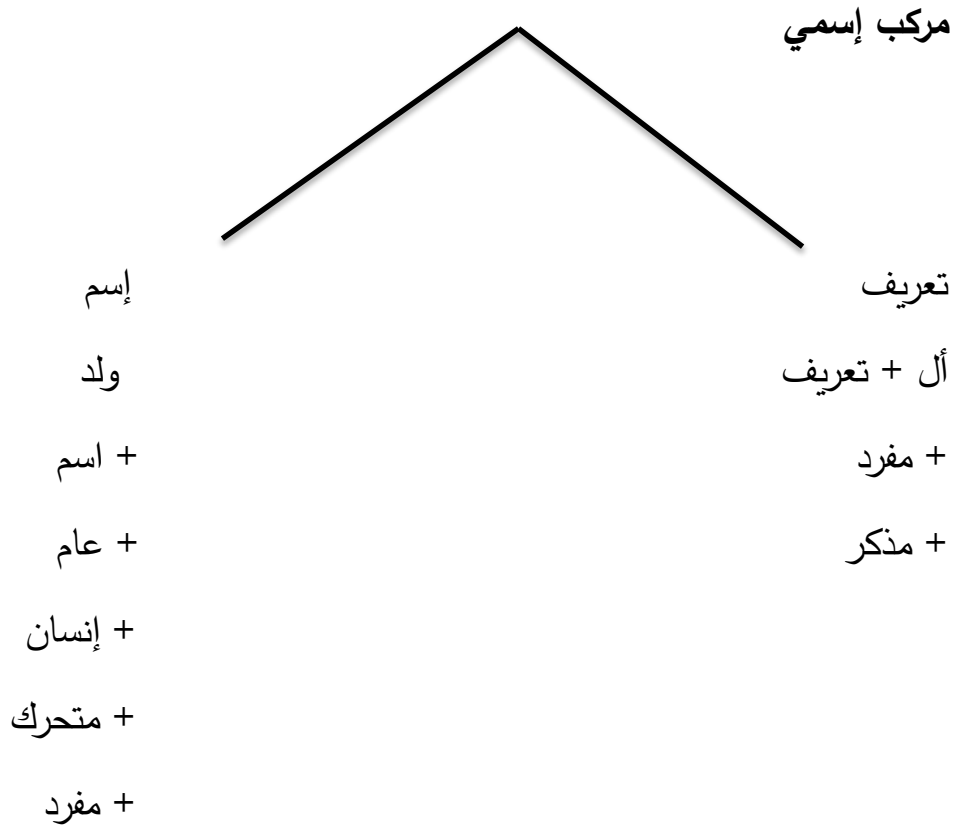 مركب إسمي
تعريف
إسم
أل + تعريف
ولد
+ مفرد
+ اسم
+ مذكر
+ عام
+ إنسان
+ متحرك
+ مفرد